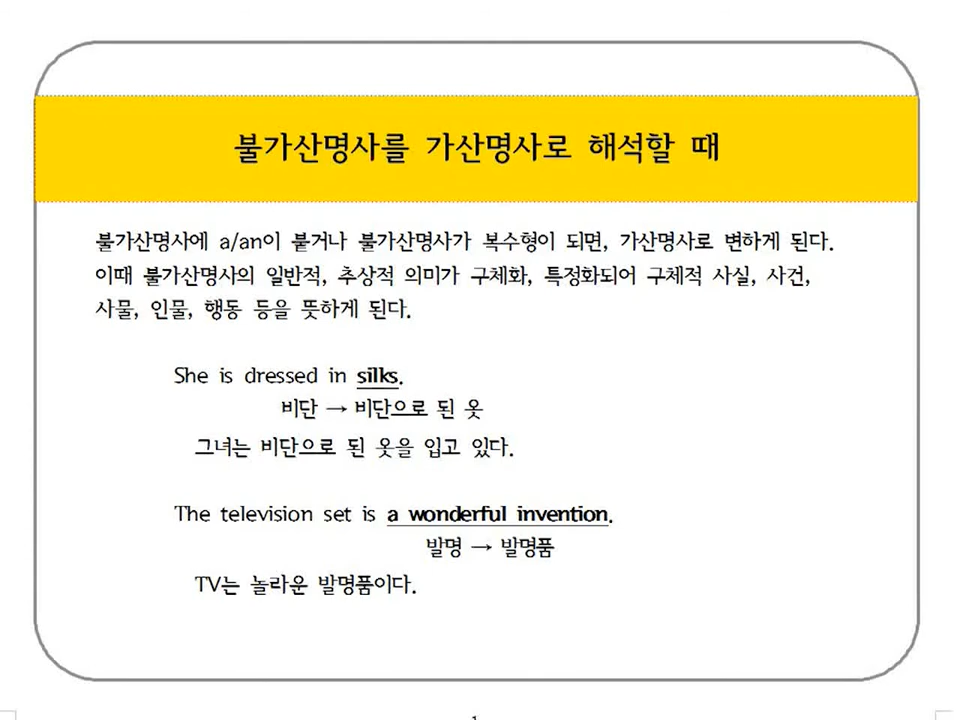 불가산명사를 가산명사로 해석할 때
불가산명사에 a/an이 붙거나 불가산명사가 복수형이 되면, 가산명사로 변하게 된다.
이때 불가산명사의 일반적, 추상적 의미가 구체화, 특정화되어 구체적 사실, 사건,
사물, 인물, 행동 등을 뜻하게 된다.
She is dressed in silks.
비단 → 비단으로 된 옷
그녀는 비단으로 된 옷을 입고 있다.
The television set is a wonderful invention.
발명 → 발명품
TV는 놀라운 발명품이다.